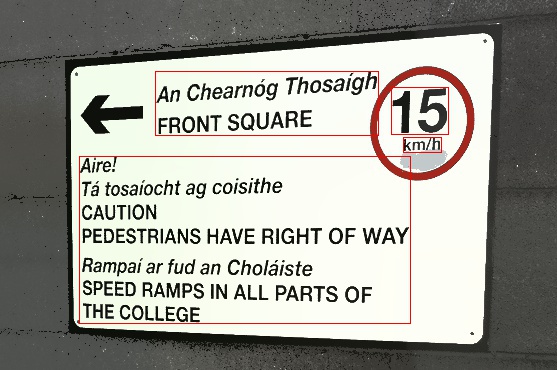 An Chearnóg Thosaigh
FRONT SQUARE
15
km/h
Aire!
Tá tosaíocht ag coisithe
CAUTION
PEDESTRIANS HAVE RIGHT OF WAY
Rampaí ar fud an Choláiste
SPEED RAMPS IN ALL PARTS OF
THE COLLEGE